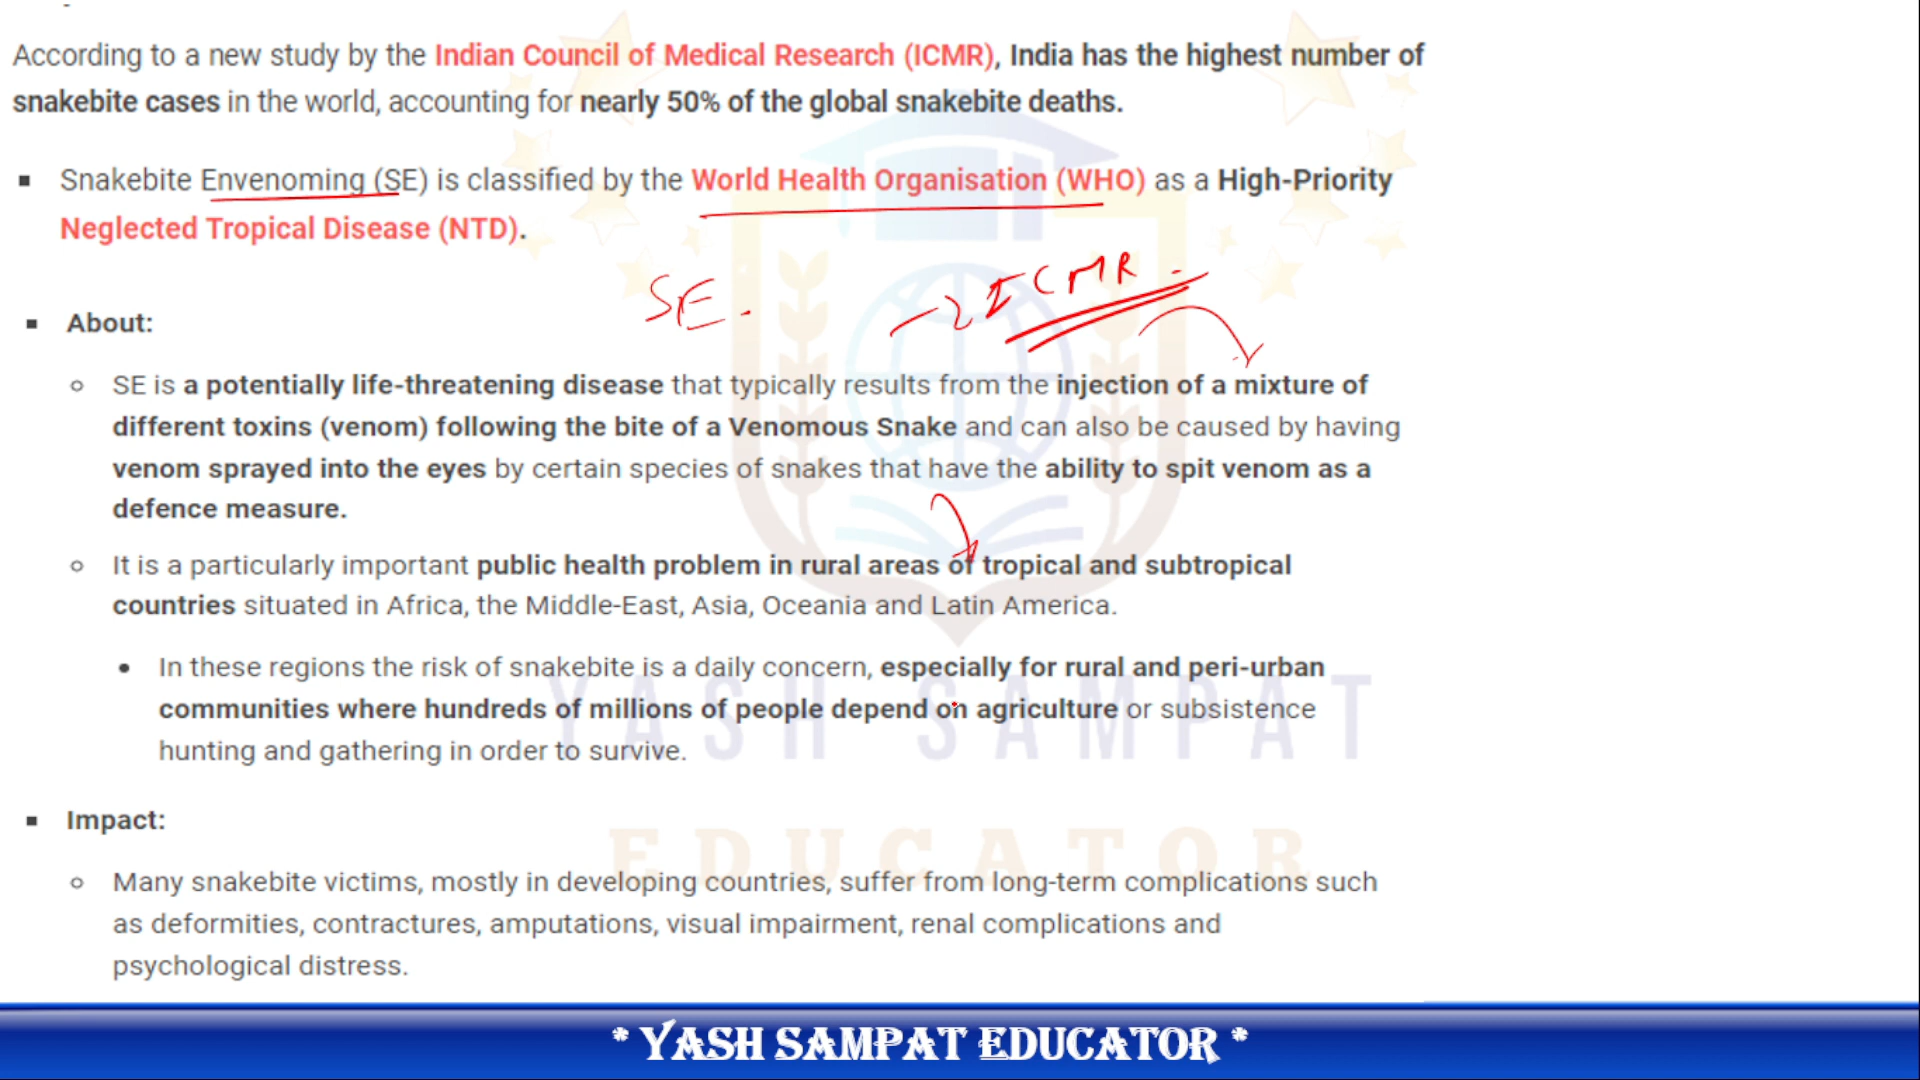 According to a new study by the Indian Council of Medical Research (ICMR), India has the highest number of
snakebite cases in the world, accounting for nearly 50% of the global snakebite deaths.
▪ Snakebite Envenoming (SE) is classified by the World Health Organisation (WHO) as a High-Priority
Neglected Tropical Disease (NTD).
SE. ICMR
▪ About:
○ SE is a potentially life-threatening disease that typically results from the injection of a mixture of
different toxins (venom) following the bite of a Venomous Snake and can also be caused by having
venom sprayed into the eyes by certain species of snakes that have the ability to spit venom as a
defence measure.
○ It is a particularly important public health problem in rural areas of tropical and subtropical
countries situated in Africa, the Middle-East, Asia, Oceania and Latin America.
• In these regions the risk of snakebite is a daily concern, especially for rural and peri-urban
communities where hundreds of millions of people depend on agriculture or subsistence
hunting and gathering in order to survive.
YASH SAMPAT
EDUCATOR
▪ Impact:
○ Many snakebite victims, mostly in developing countries, suffer from long-term complications such
as deformities, contractures, amputations, visual impairment, renal complications and
psychological distress.
* YASH SAMPAT EDUCATOR *